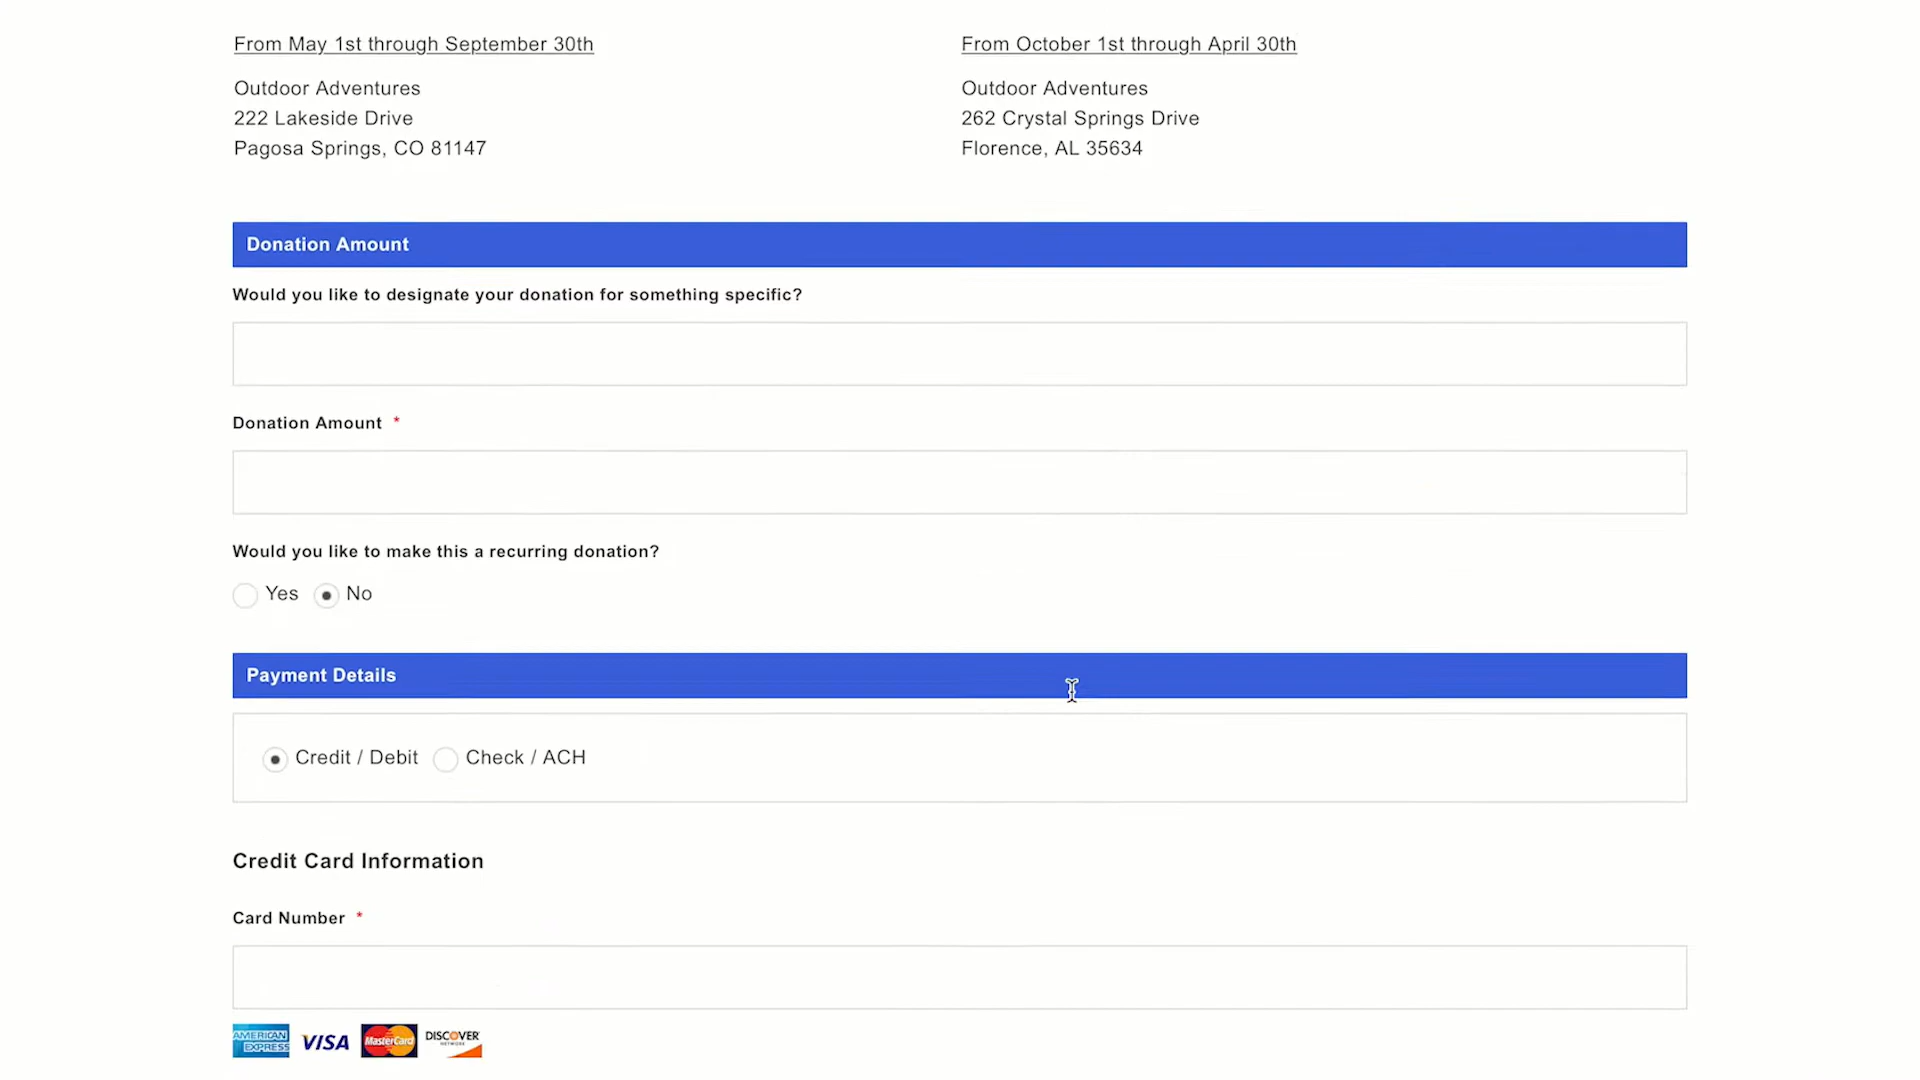 From May 1st through September 30th
Outdoor Adventures
222 Lakeside Drive
Pagosa Springs, CO 81147
From October 1st through April 30th
Outdoor Adventures
262 Crystal Springs Drive
Florence, AL 35634
Donation Amount
Would you like to designate your donation for something specific?
Donation Amount *
Would you like to make this a recurring donation?
Yes No
Payment Details
Credit / Debit Check / ACH
Credit Card Information
Card Number *
AMERICAN EXPRESS VISA MasterCard DISCOVER NETWORK